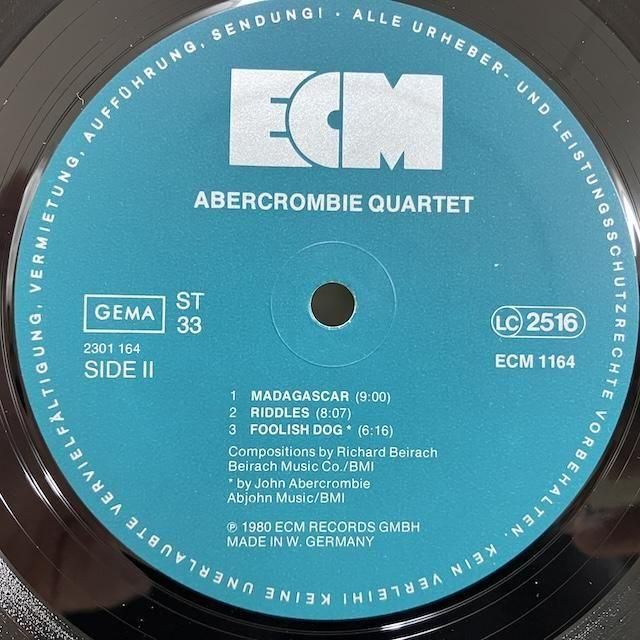 ECM
ABERCROMBIE QUARTET
GEMA
ST
33
2301 164
SIDE II
LC 2516
ECM 1164
1 MADAGASCAR (9:00)
2 RIDDLES (8:07)
3 FOOLISH DOG * (6:16)
Compositions by Richard Beirach
Beirach Music Co./BMI
* by John Abercrombie
Abjohn Music/BMI
℗ 1980 ECM RECORDS GMBH
MADE IN W. GERMANY
ALLE URHEBER- UND LEISTUNGSSCHUTZRECHTE VORBEHALTEN. KEIN VERLEIH! KEINE UNERLAUBTE VERVIELFÄLTIGUNG, VERMIETUNG, AUFFÜHRUNG, SENDUNG! ·